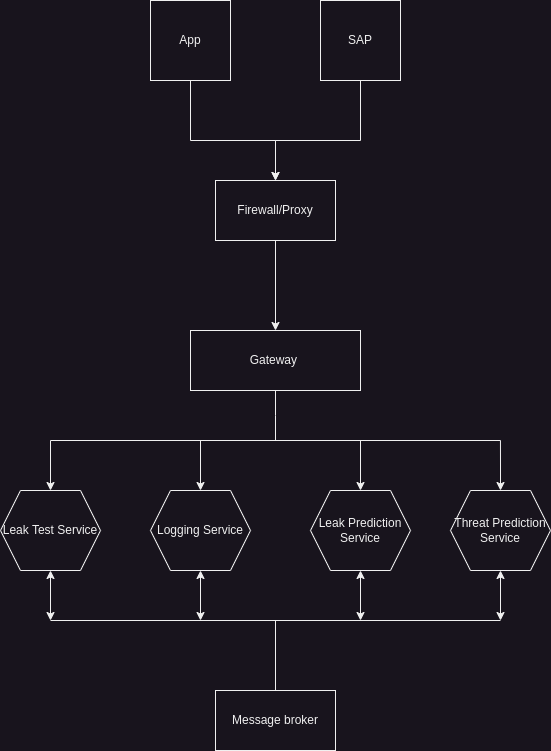 App
SAP
Firewall/Proxy
Gateway
Leak Test Service
Logging Service
Leak Prediction
Service
Threat Prediction
Service
Message broker